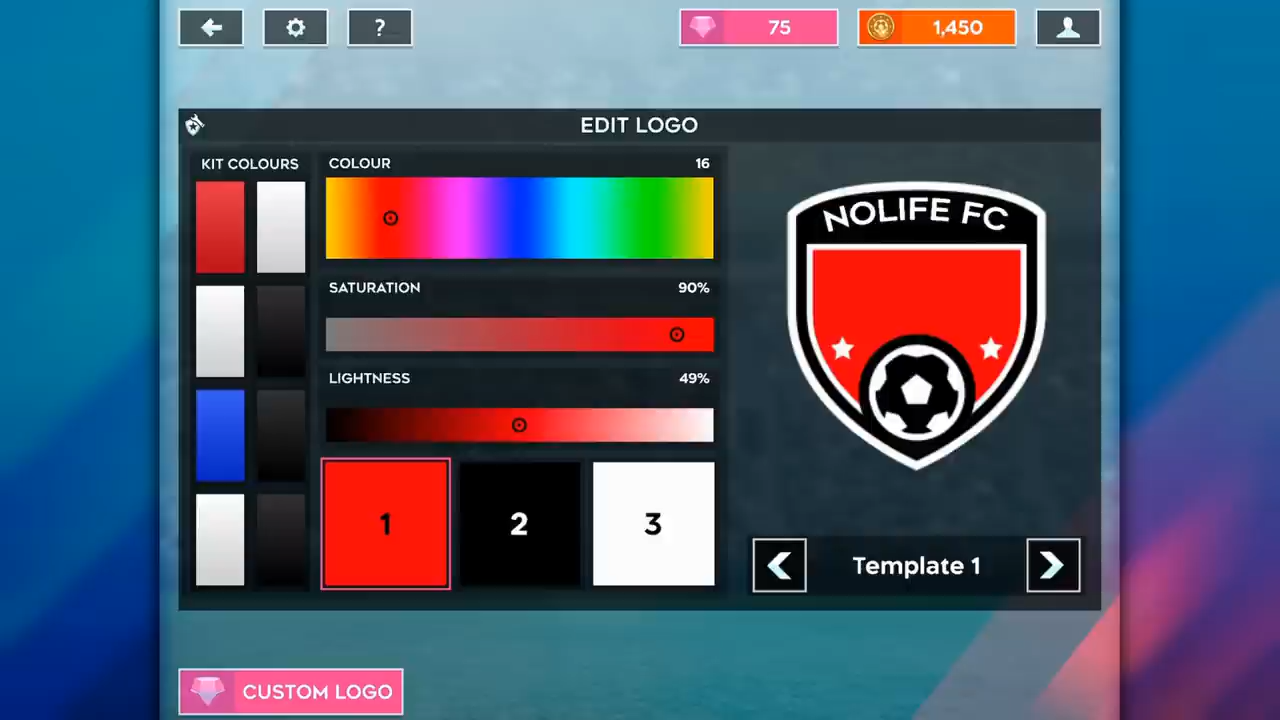 ?
75
1,450
EDIT LOGO
KIT COLOURS
COLOUR
16
NOLIFE FC
SATURATION
90%
LIGHTNESS
49%
1
2
3
Template 1
CUSTOM LOGO